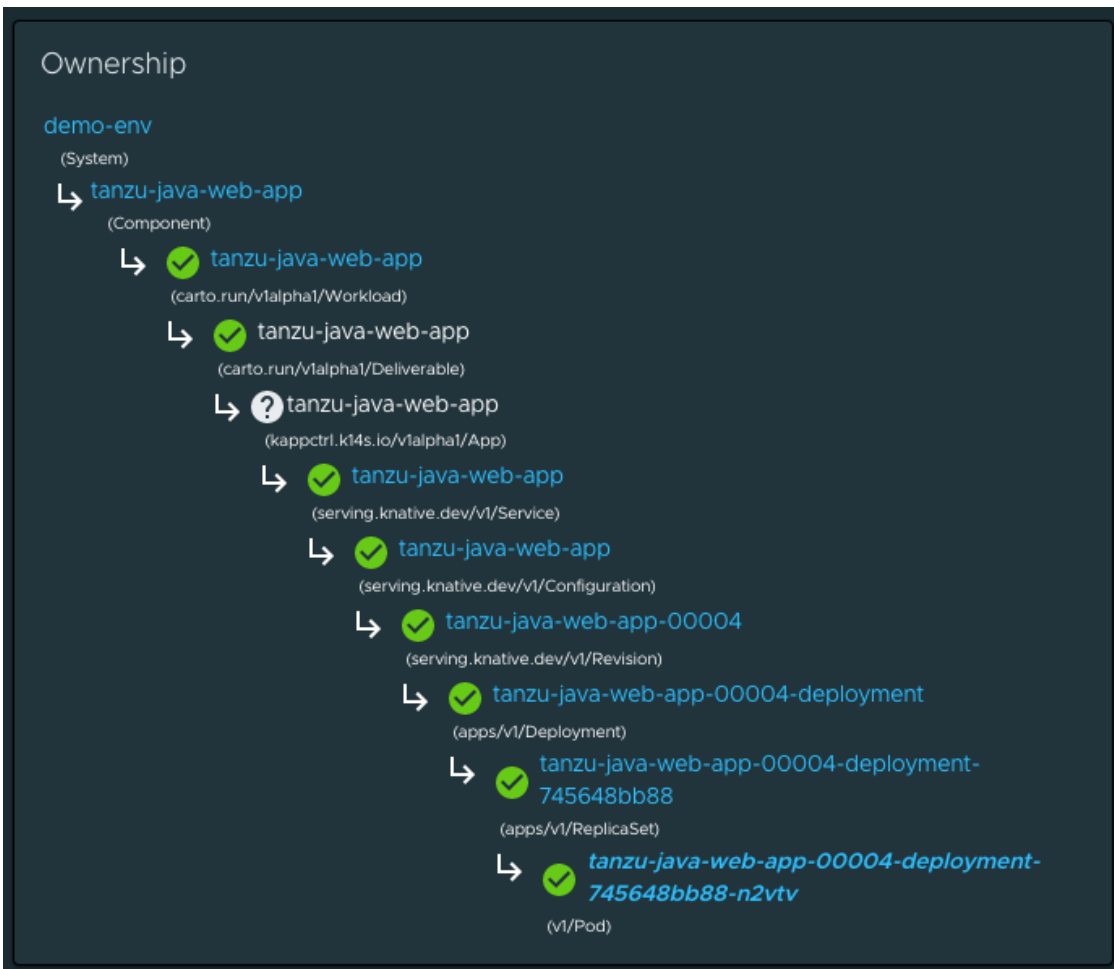 Ownership
demo-env
(System)
tanzu-java-web-app
(Component)
tanzu-java-web-app
(carto.run/v1alpha1/Workload)
tanzu-java-web-app
(carto.run/v1alpha1/Deliverable)
?
tanzu-java-web-app
(kappctrl.k14s.io/v1alpha1/App)
tanzu-java-web-app
(serving.knative.dev/v1/Service)
tanzu-java-web-app
(serving.knative.dev/v1/Configuration)
tanzu-java-web-app-00004
(serving.knative.dev/v1/Revision)
tanzu-java-web-app-00004-deployment
(apps/v1/Deployment)
tanzu-java-web-app-00004-deployment-
745648bb88
(apps/v1/ReplicaSet)
tanzu-java-web-app-00004-deployment-
745648bb88-n2vtv
(v1/Pod)